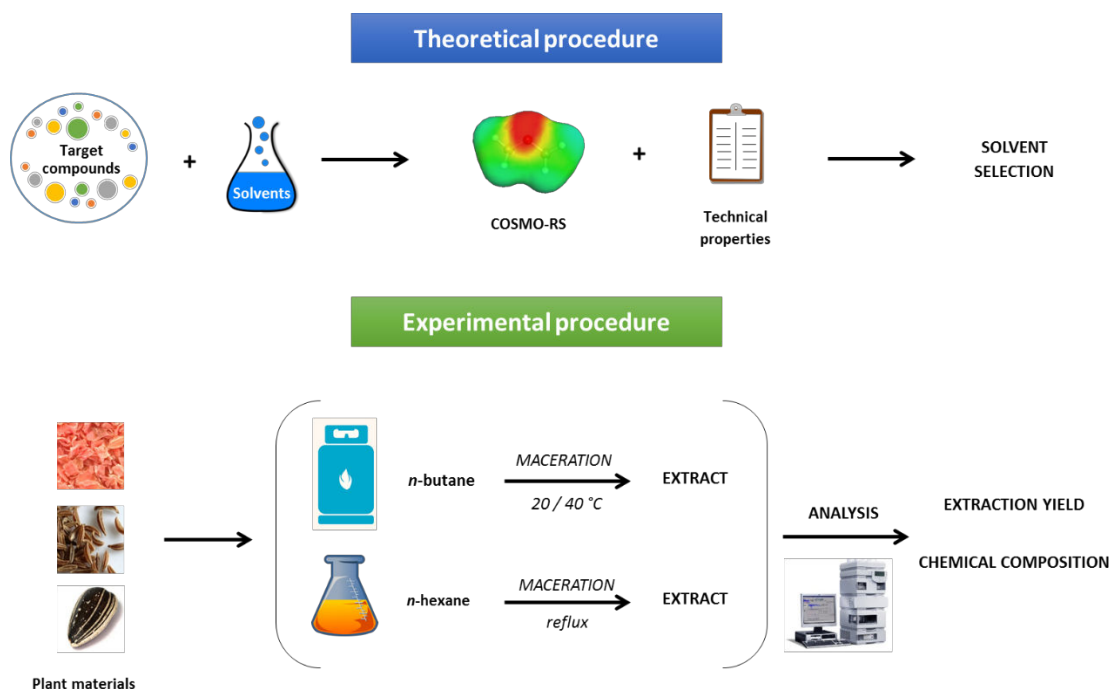 Theoretical procedure
Target
compounds
+
Solvents
COSMO-RS
+
Technical
properties
SOLVENT
SELECTION
Experimental procedure
Plant materials
n-butane
MACERATION
20 / 40 °C
EXTRACT
n-hexane
MACERATION
reflux
EXTRACT
ANALYSIS
EXTRACTION YIELD
CHEMICAL COMPOSITION